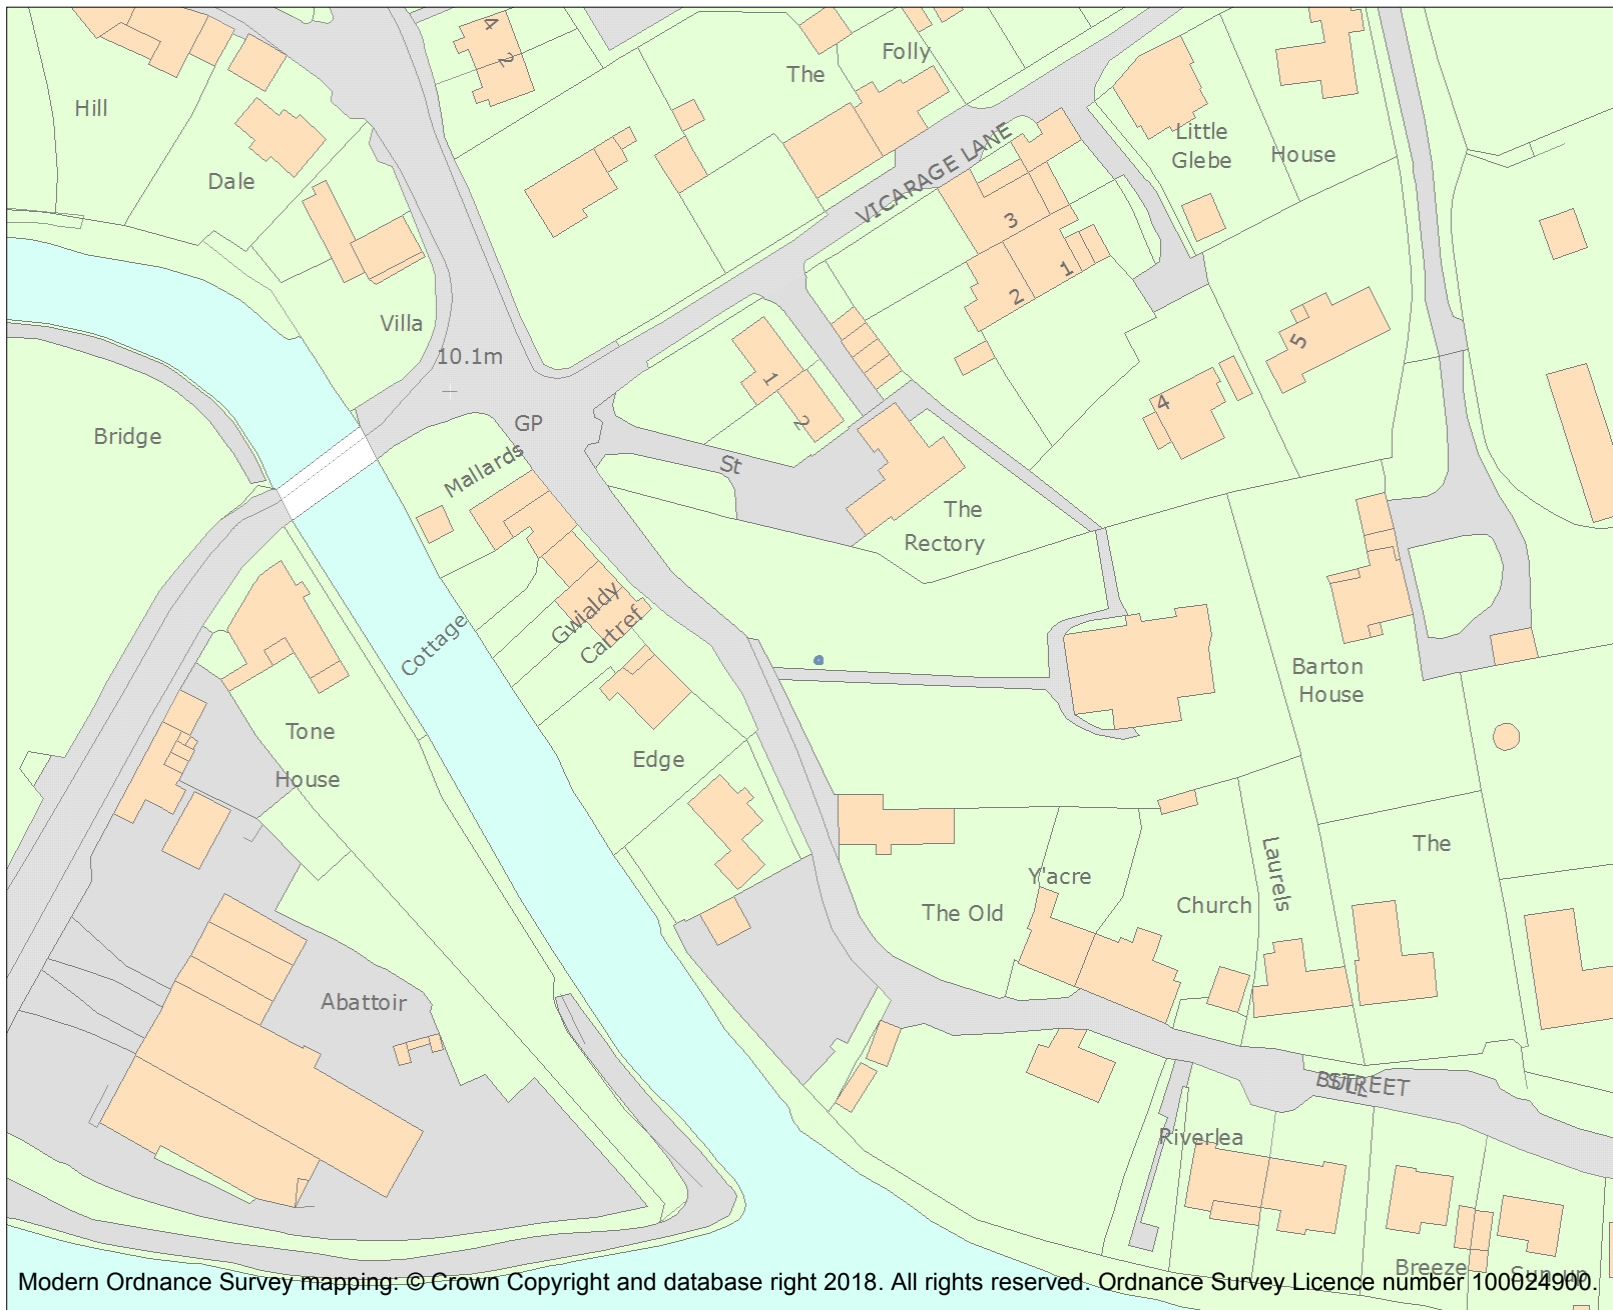 4
2
Folly
The
Hill
VICARAGE LANE
Little
Glebe
House
Dale
3
1
2
Villa
10.1m
5
1
4
2
GP
Bridge
Mallards
St
The
Rectory
Gwialdy
Cartref
Cottage
Barton
House
Tone
House
Edge
The
Laurels
Y'acre
Church
The Old
Abattoir
BULL
STREET
Riverlea
Breeze
Sun-up
Modern Ordnance Survey mapping: © Crown Copyright and database right 2018. All rights reserved. Ordnance Survey Licence number 100024900.